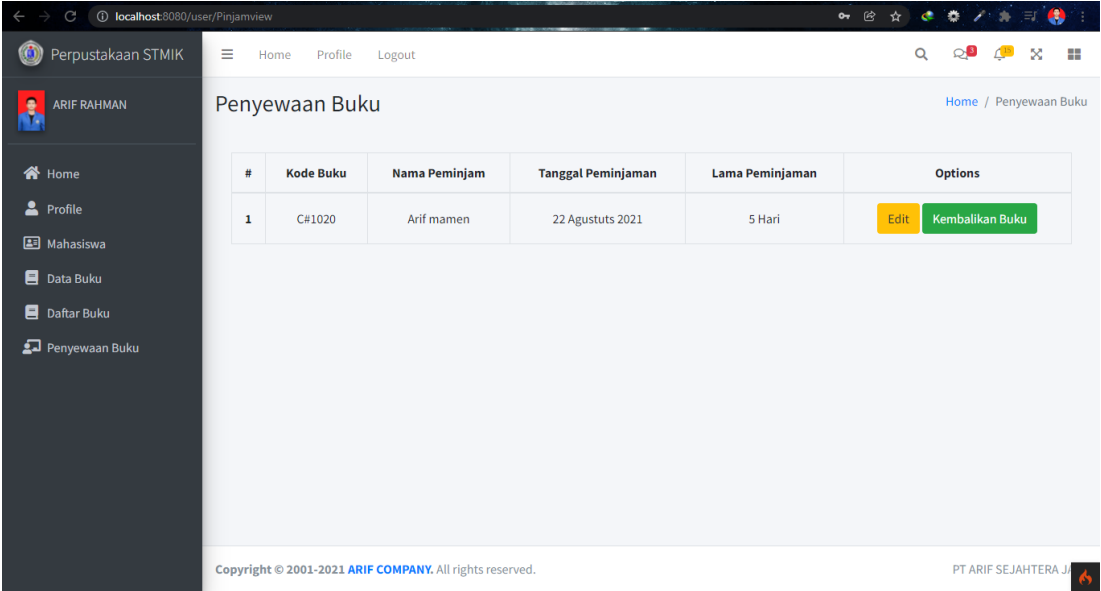 localhost:8080/user/Pinjamview
Perpustakaan STMIK
Home Profile Logout
3
15
ARIF RAHMAN
Penyewaan Buku
Home / Penyewaan Buku
Home
Profile
Mahasiswa
Data Buku
Daftar Buku
Penyewaan Buku
# Kode Buku Nama Peminjam Tanggal Peminjaman Lama Peminjaman Options
1 C#1020 Arif mamen 22 Agustuts 2021 5 Hari Edit Kembalikan Buku
Copyright © 2001-2021 ARIF COMPANY. All rights reserved.
PT ARIF SEJAHTERA